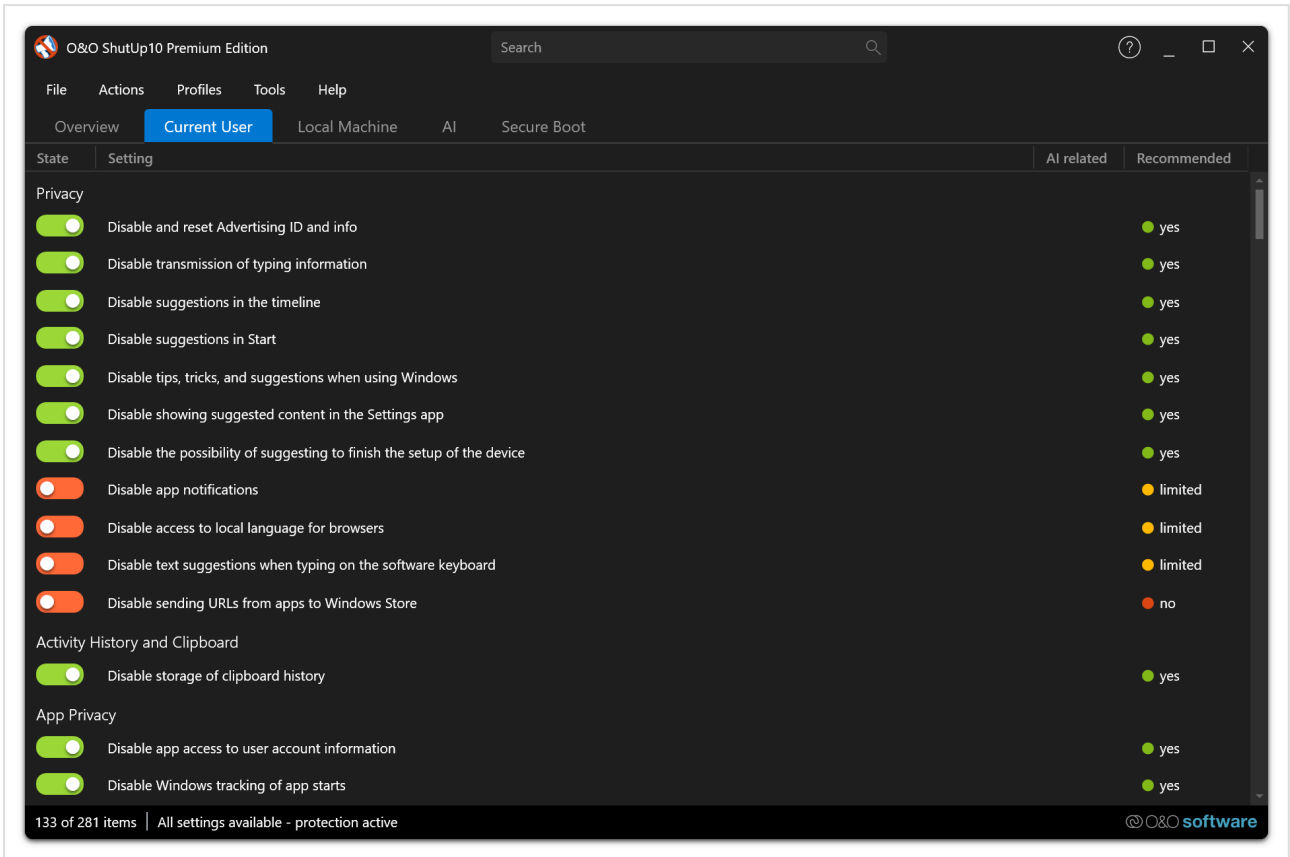 O&O ShutUp10 Premium Edition Search ?
File Actions Profiles Tools Help
Overview Current User Local Machine AI Secure Boot
State Setting AI related Recommended
Privacy
Disable and reset Advertising ID and info yes
Disable transmission of typing information yes
Disable suggestions in the timeline yes
Disable suggestions in Start yes
Disable tips, tricks, and suggestions when using Windows yes
Disable showing suggested content in the Settings app yes
Disable the possibility of suggesting to finish the setup of the device yes
Disable app notifications limited
Disable access to local language for browsers limited
Disable text suggestions when typing on the software keyboard limited
Disable sending URLs from apps to Windows Store no
Activity History and Clipboard
Disable storage of clipboard history yes
App Privacy
Disable app access to user account information yes
Disable Windows tracking of app starts yes
133 of 281 items | All settings available - protection active O&O software